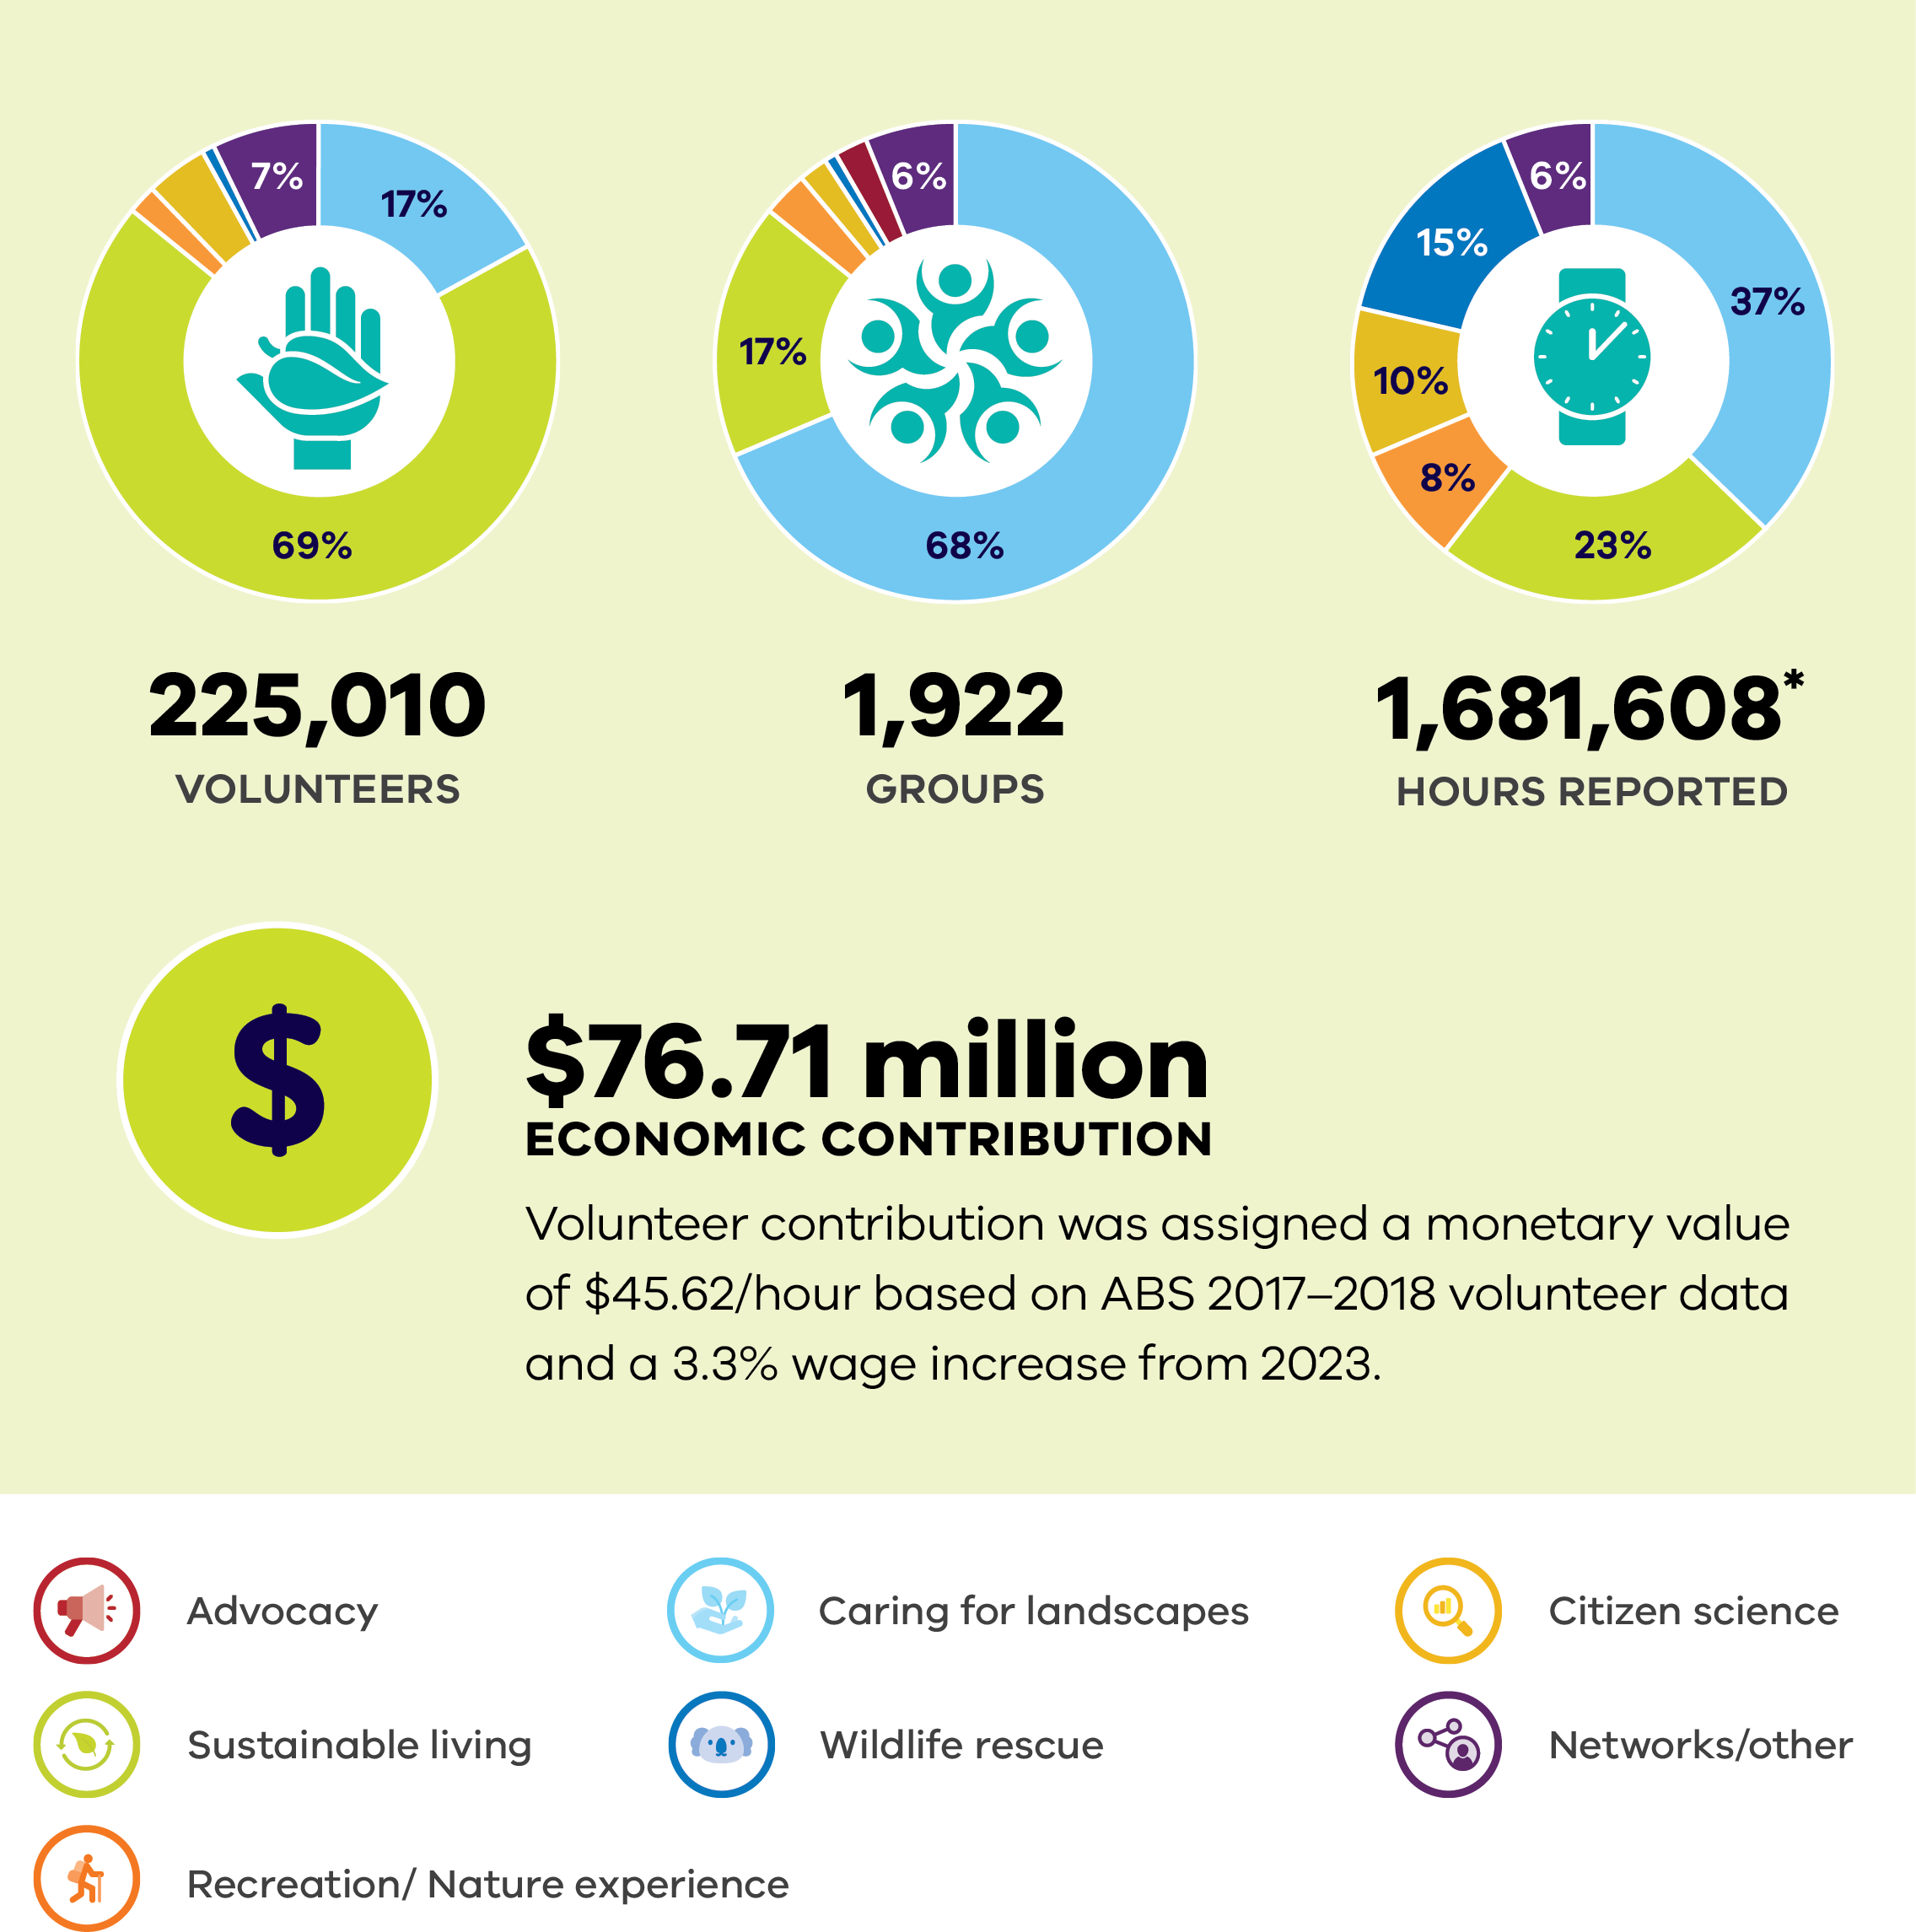 7%
17%
69%
6%
17%
68%
6%
15%
37%
10%
8%
23%
225,010
VOLUNTEERS
1,922
GROUPS
1,681,608*
HOURS REPORTED
$
$76.71 million
ECONOMIC CONTRIBUTION
Volunteer contribution was assigned a monetary value
of $45.62/hour based on ABS 2017–2018 volunteer data
and a 3.3% wage increase from 2023.
Advocacy
Caring for landscapes
Citizen science
Sustainable living
Wildlife rescue
Networks/other
Recreation/ Nature experience